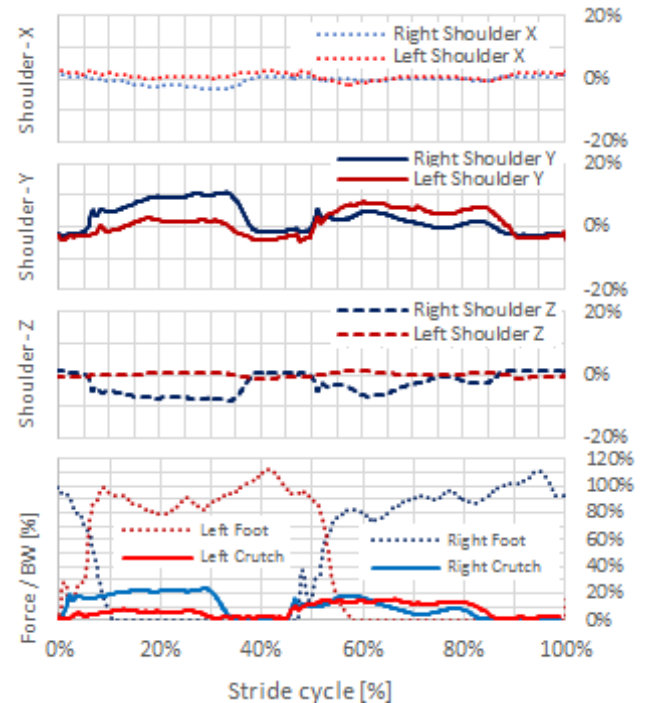 Shoulder - X
Right Shoulder X
Left Shoulder X
20%
0%
-20%
Shoulder - Y
Right Shoulder Y
Left Shoulder Y
20%
0%
-20%
Shoulder - Z
Right Shoulder Z
Left Shoulder Z
20%
0%
-20%
Force / BW [%]
Left Foot
Left Crutch
Right Foot
Right Crutch
120%
100%
80%
60%
40%
20%
0%
0% 20% 40% 60% 80% 100%
Stride cycle [%]